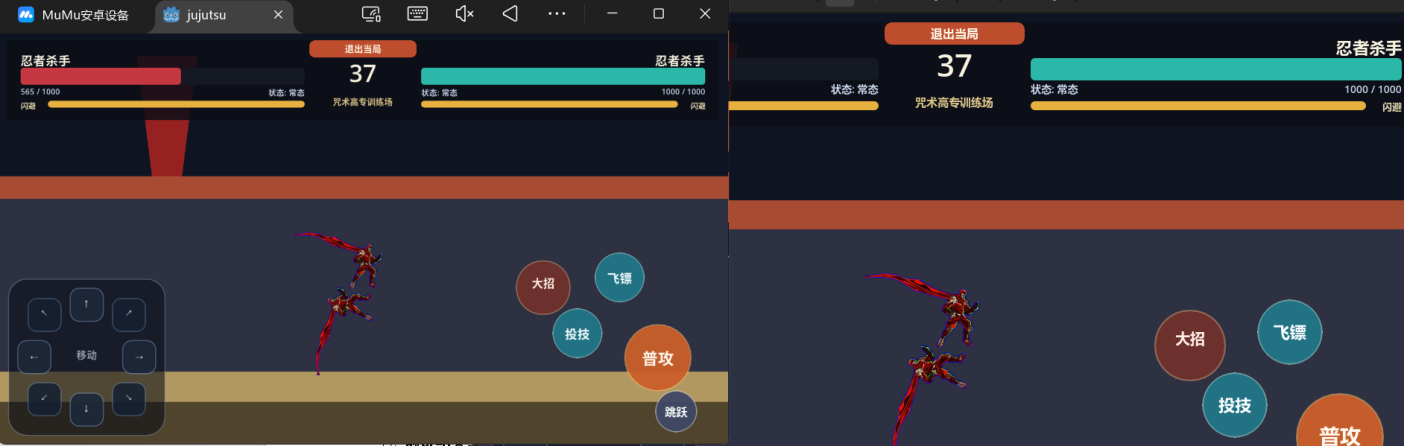 MuMu安卓设备
jujutsu
退出当局
忍者杀手
37
忍者杀手
565 / 1000
状态: 常态
状态: 常态
1000 / 1000
闪避
咒术高专训练场
闪避
大招
飞镖
投技
普攻
跳跃
↖
↑
↗
←
移动
→
↙
↓
↘
退出当局
37
忍者杀手
状态: 常态
状态: 常态
1000 / 1000
咒术高专训练场
闪避
大招
飞镖
投技
普攻